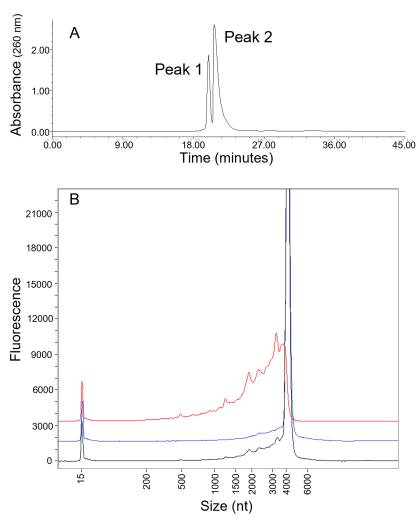 A
Peak 2
Peak 1
Absorbance (260 nm)
2.00
1.00
0.00
0.00 9.00 18.00 27.00 36.00 45.00
Time (minutes)
B
Fluorescence
21000
18000
15000
12000
9000
6000
3000
0
15 200 500 1000 1500 2000 3000 4000 6000
Size (nt)